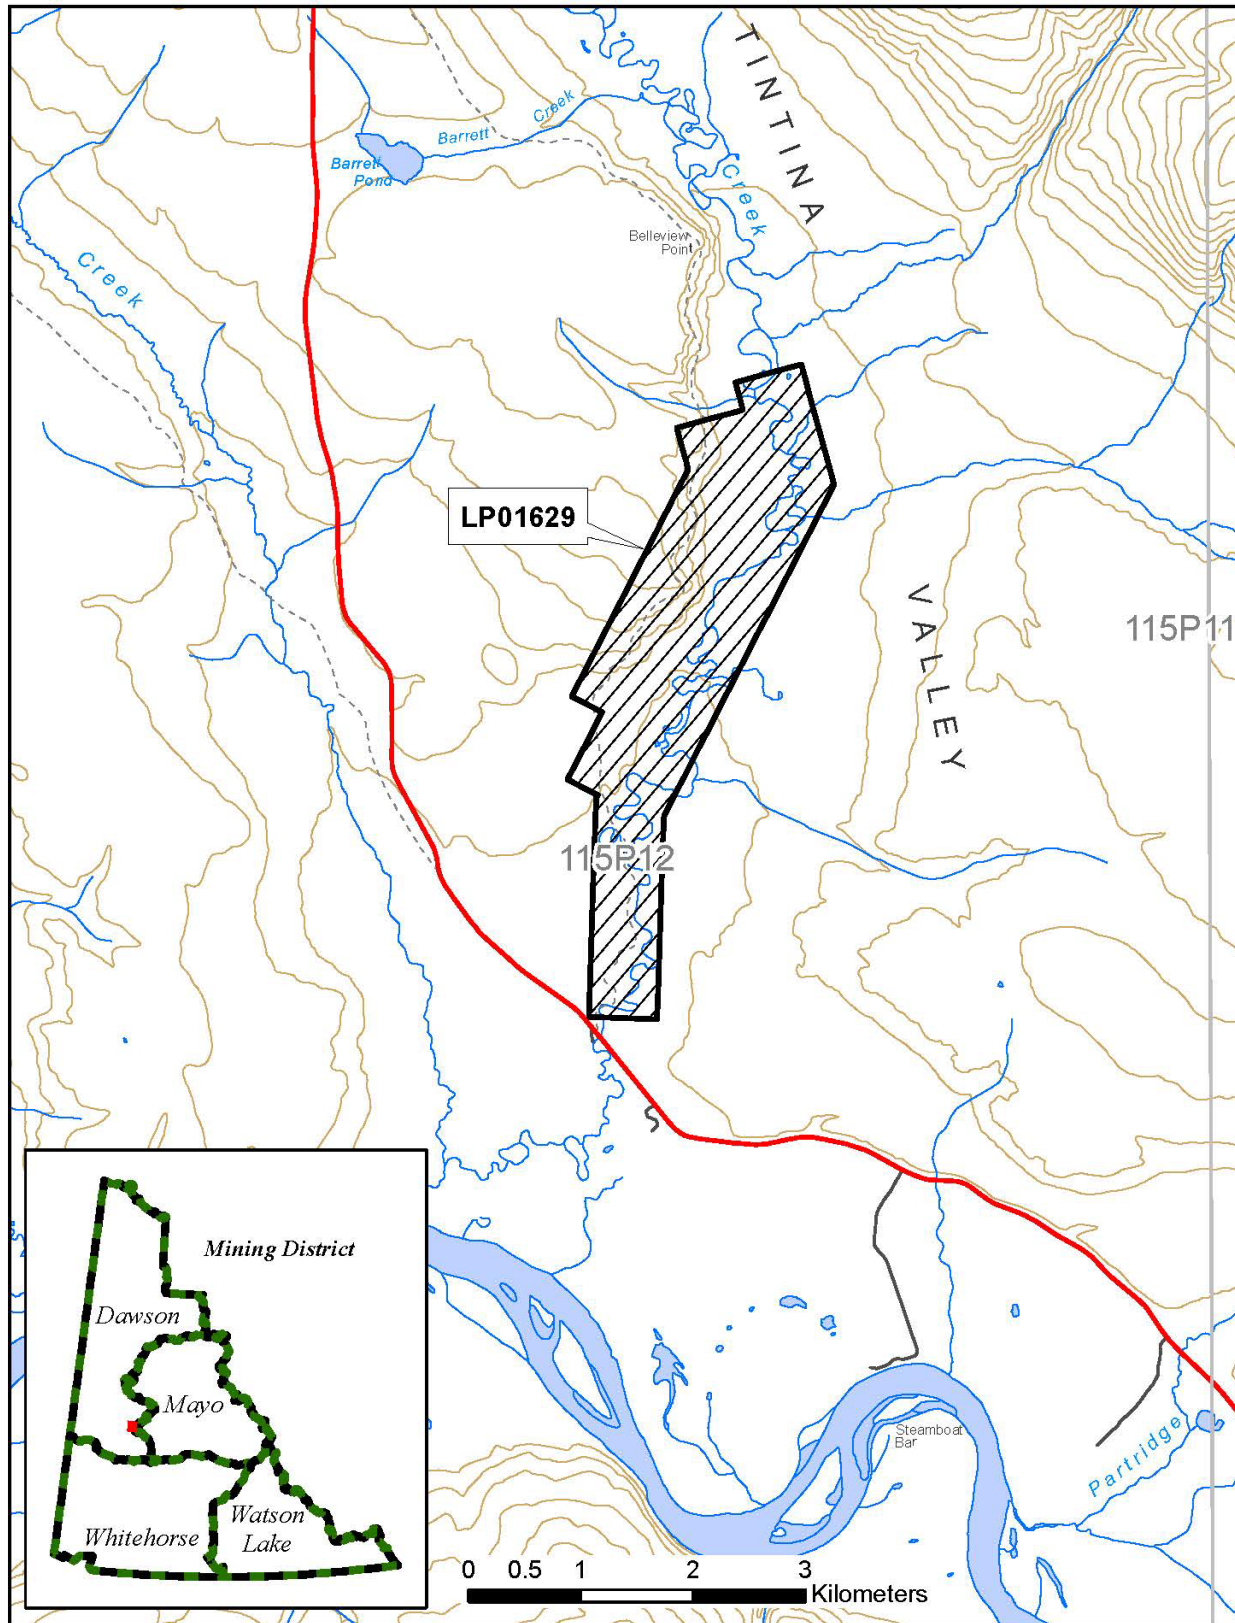 TINTINA
Creek
Barrett
Barrett
Pond
Creek
Belleview
Point
Creek
LP01629
VALLEY
115P11
115P12
Mining District
Dawson
Mayo
Whitehorse
Watson
Lake
Steamboat
Bar
Partridge
0 0.5 1 2 3
Kilometers